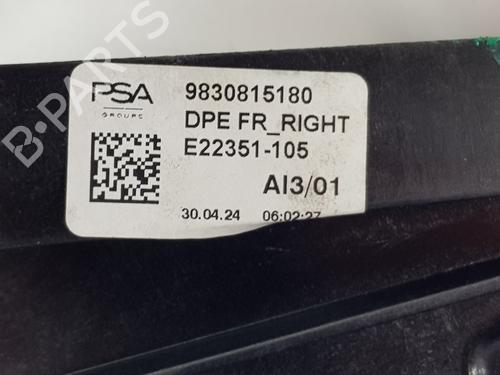 PSA
GROUPE
9830815180
DPE FR_RIGHT
E22351-105
AI3/01
30.04.24 06:02:27
B-PARTS